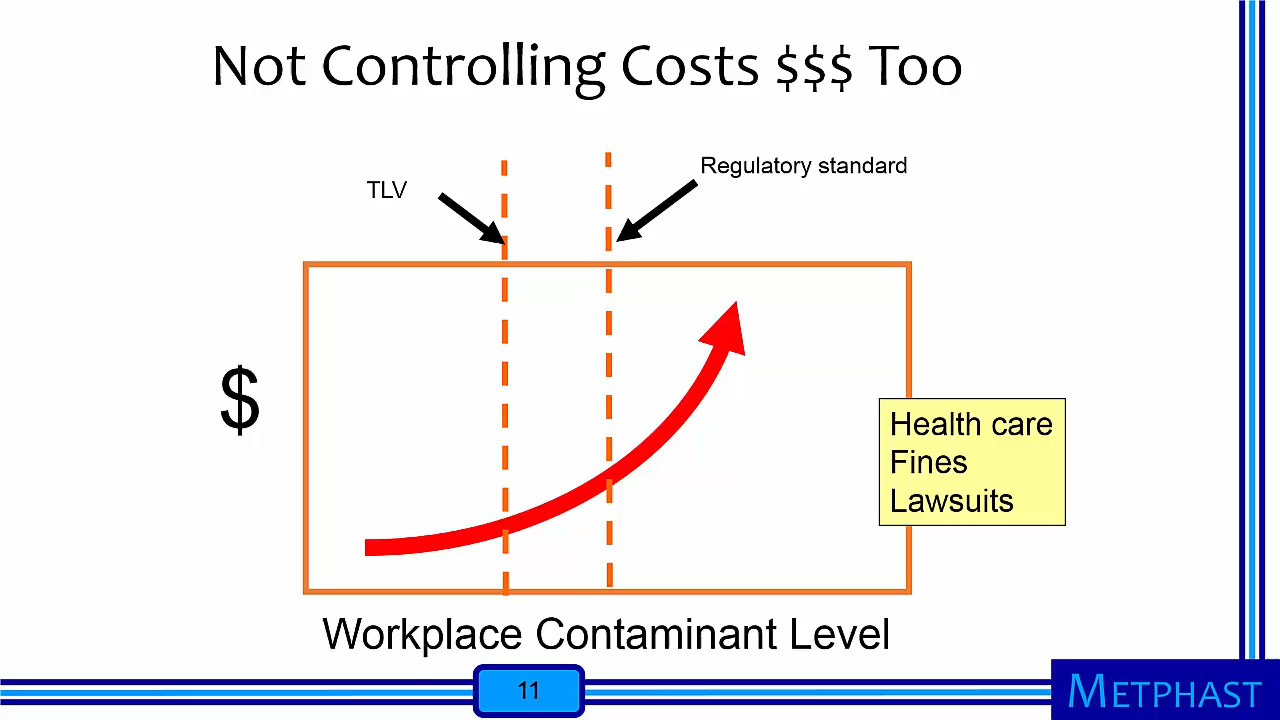 Not Controlling Costs $$$ Too
TLV
Regulatory standard
$
Health care
Fines
Lawsuits
Workplace Contaminant Level
11
METPHAST